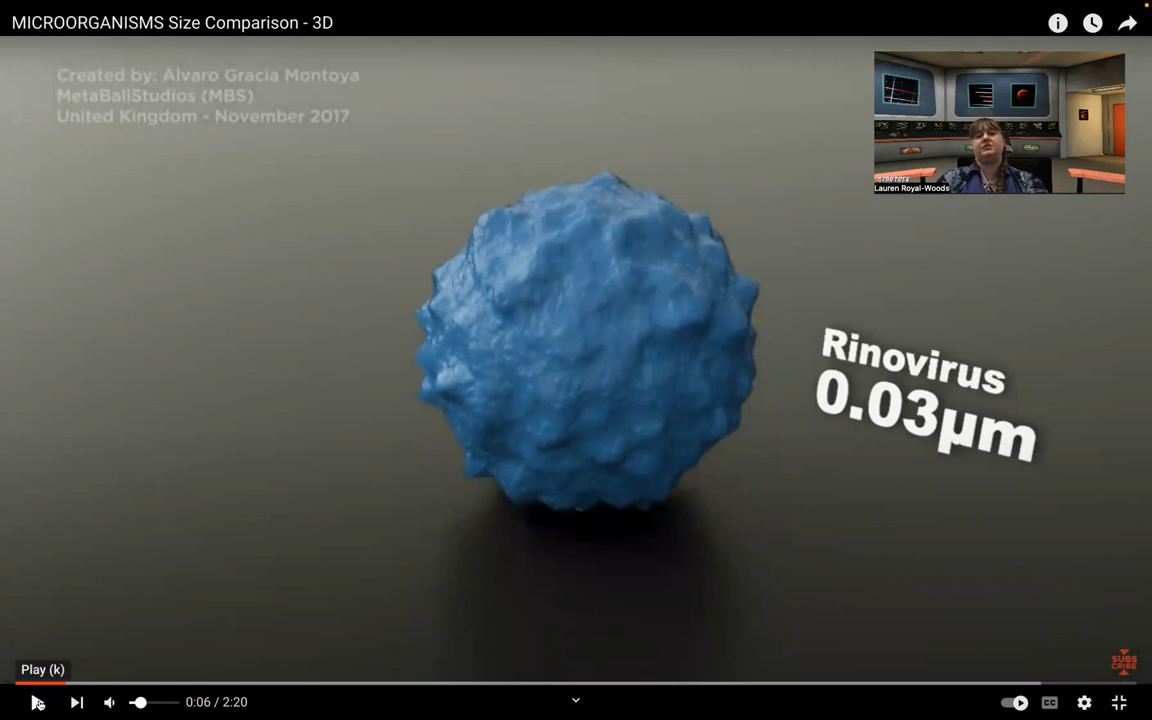 MICROORGANISMS Size Comparison - 3D
Created by: Álvaro Gracia Montoya
MetaBallStudios (MBS)
United Kingdom - November 2017
Lauren Royal-Woods
Rinovirus
0.03µm
SUBS
CRIBE
Play (k)
0:06 / 2:20
CC